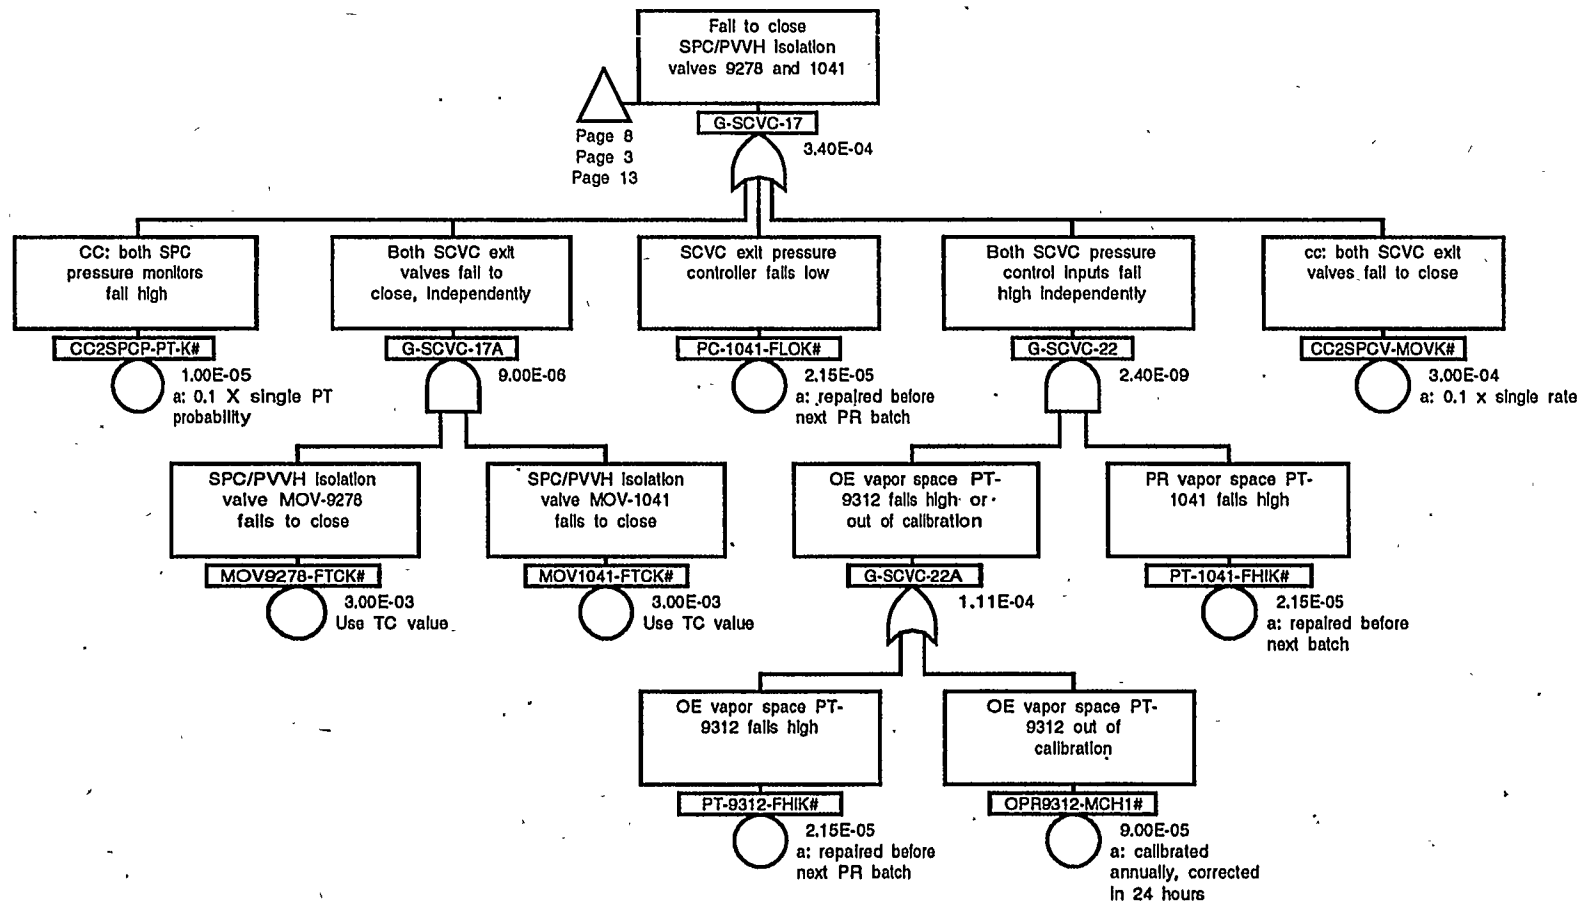 Fail to close
SPC/PVVH Isolation
valves 9278 and 1041
G-SCVC-17
3.40E-04
Page 8
Page 3
Page 13
CC: both SPC
pressure monitors
fail high
CC2SPCP-PT-K#
1.00E-05
a: 0.1 X single PT
probability
Both SCVC exit
valves fail to
close, independently
G-SCVC-17A
9.00E-06
SCVC exit pressure
controller fails low
PC-1041-FLOK#
2.15E-05
a: repaired before
next PR batch
Both SCVC pressure
control inputs fail
high independently
G-SCVC-22
2.40E-09
cc: both SCVC exit
valves fail to close
CC2SPCV-MOVK#
3.00E-04
a: 0.1 x single rate
SPC/PVVH Isolation
valve MOV-9278
fails to close
MOV9278-FTCK#
3.00E-03
Use TC value
SPC/PVVH Isolation
valve MOV-1041
fails to close
MOV1041-FTCK#
3.00E-03
Use TC value
OE vapor space PT-
9312 fails high or
out of calibration
G-SCVC-22A
1.11E-04
PR vapor space PT-
1041 fails high
PT-1041-FHIK#
2.15E-05
a: repaired before
next batch
OE vapor space PT-
9312 fails high
PT-9312-FHIK#
2.15E-05
a: repaired before
next PR batch
OE vapor space PT-
9312 out of
calibration
OPR9312-MCH1#
9.00E-05
a: calibrated
annually, corrected
in 24 hours